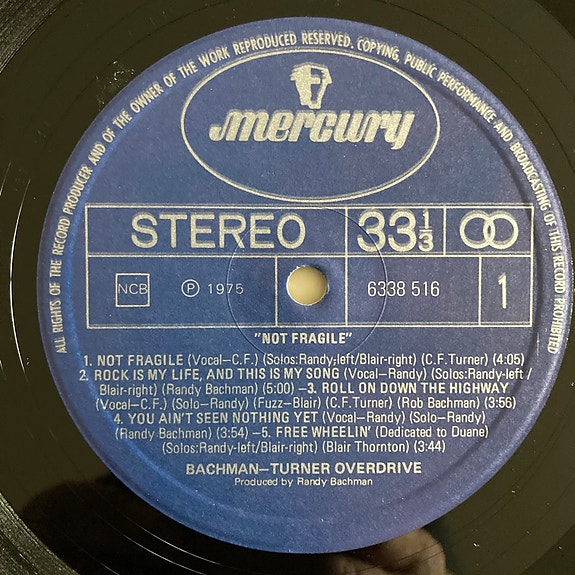 ALL RIGHTS OF THE RECORD PRODUCER AND OF THE OWNER OF THE WORK REPRODUCED RESERVED. COPYING, PUBLIC PERFORMANCE AND BROADCASTING OF THIS RECORD PROHIBITED
mercury
STEREO 33 1/3
NCB Ⓟ 1975 6338 516 1
"NOT FRAGILE"
1. NOT FRAGILE (Vocal—C.F.) (Solos:Randy-left/Blair-right) (C.F.Turner) (4:05)
2. ROCK IS MY LIFE, AND THIS IS MY SONG (Vocal—Randy) (Solos:Randy-left /
Blair-right) (Randy Bachman) (5:00) —3. ROLL ON DOWN THE HIGHWAY
(Vocal—C.F.) (Solo—Randy) (Fuzz—Blair) (C.F. Turner) (Rob Bachman) (3:56)
4. YOU AIN'T SEEN NOTHING YET (Vocal—Randy) (Solo—Randy)
(Randy Bachman) (3:54) —5. FREE WHEELIN' (Dedicated to Duane)
(Solos:Randy-left/Blair-right) (Blair Thornton) (3:44)
BACHMAN—TURNER OVERDRIVE
Produced by Randy Bachman